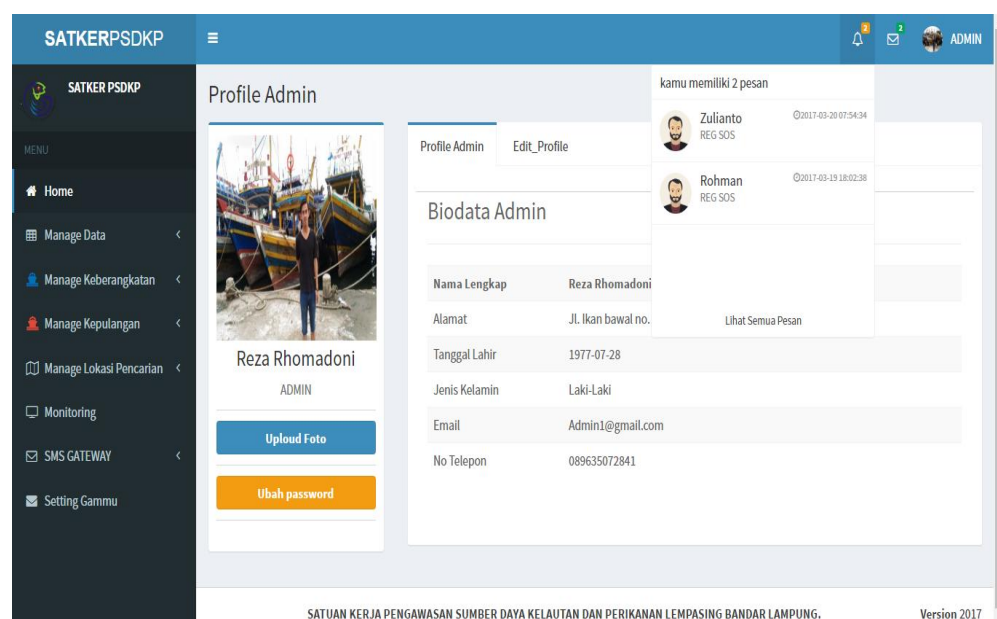 SATKERPSDKP
2
2
ADMIN
SATKER PSDKP
MENU
Home
Manage Data
Manage Keberangkatan
Manage Kepulangan
Manage Lokasi Pencarian
Monitoring
SMS GATEWAY
Setting Gammu
Profile Admin
Reza Rhomadoni
ADMIN
Uploud Foto
Ubah password
Profile Admin
Edit_Profile
Biodata Admin
Nama Lengkap Reza Rhomadoni
Alamat Jl. Ikan bawal no.
Tanggal Lahir 1977-07-28
Jenis Kelamin Laki-Laki
Email Admin1@gmail.com
No Telepon 089635072841
kamu memiliki 2 pesan
Zulianto 2017-03-20 07:54:34
REG SOS
Rohman 2017-03-19 18:02:38
REG SOS
Lihat Semua Pesan
SATUAN KERJA PENGAWASAN SUMBER DAYA KELAUTAN DAN PERIKANAN LEMPASING BANDAR LAMPUNG.
Version 2017